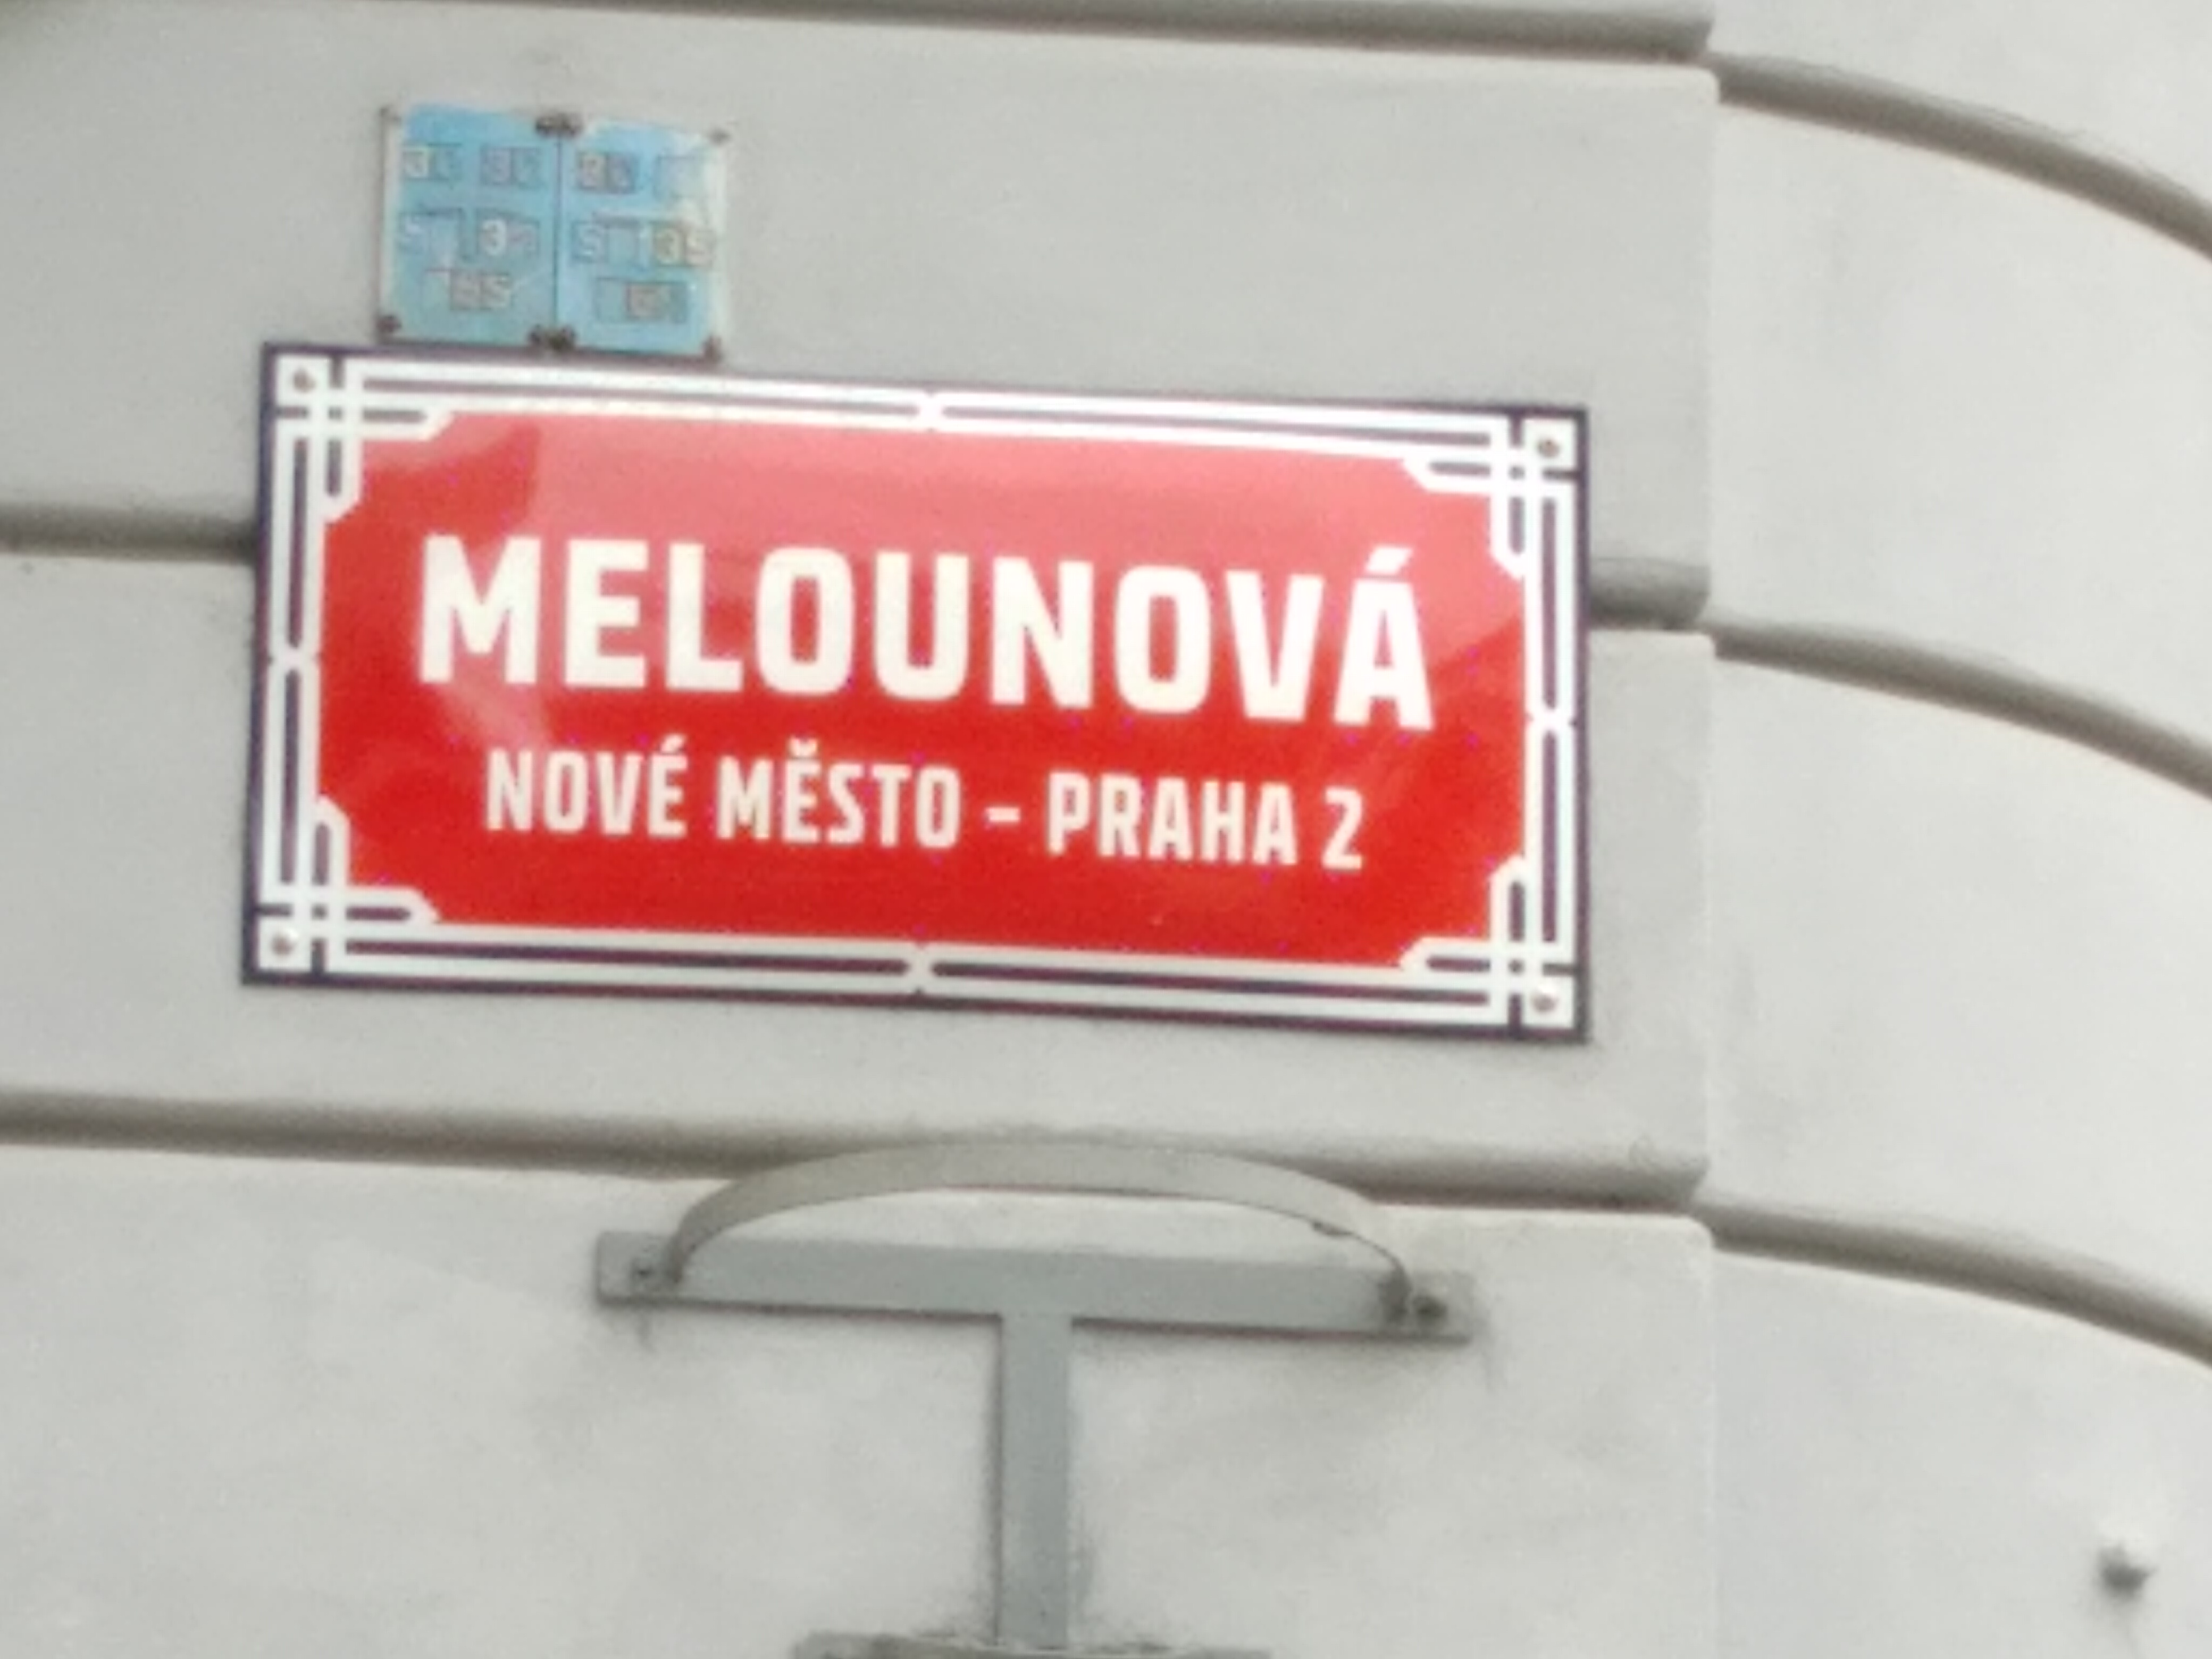 MELOUNOVÁ
NOVÉ MĚSTO - PRAHA 2